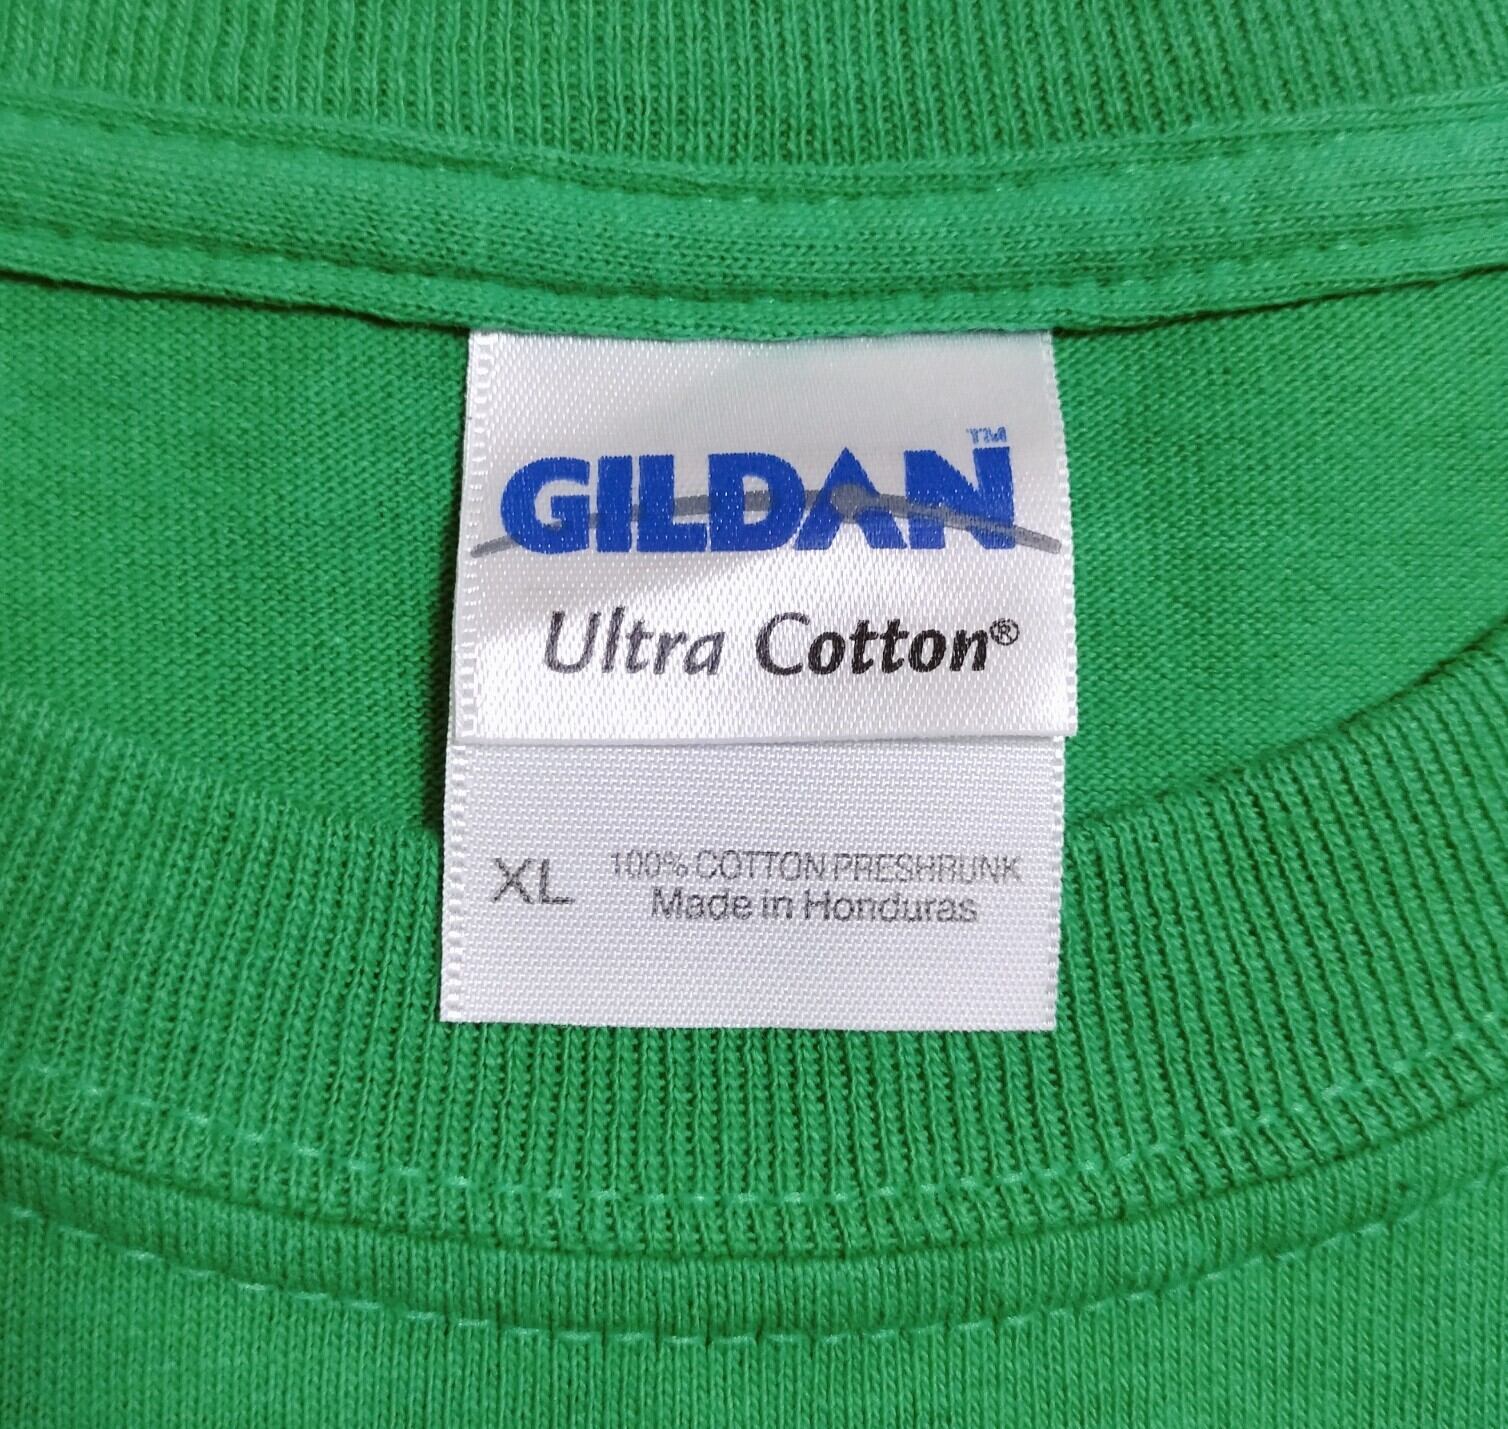 GILDAN™
Ultra Cotton®
XL 100% COTTON PRESHRUNK
Made in Honduras